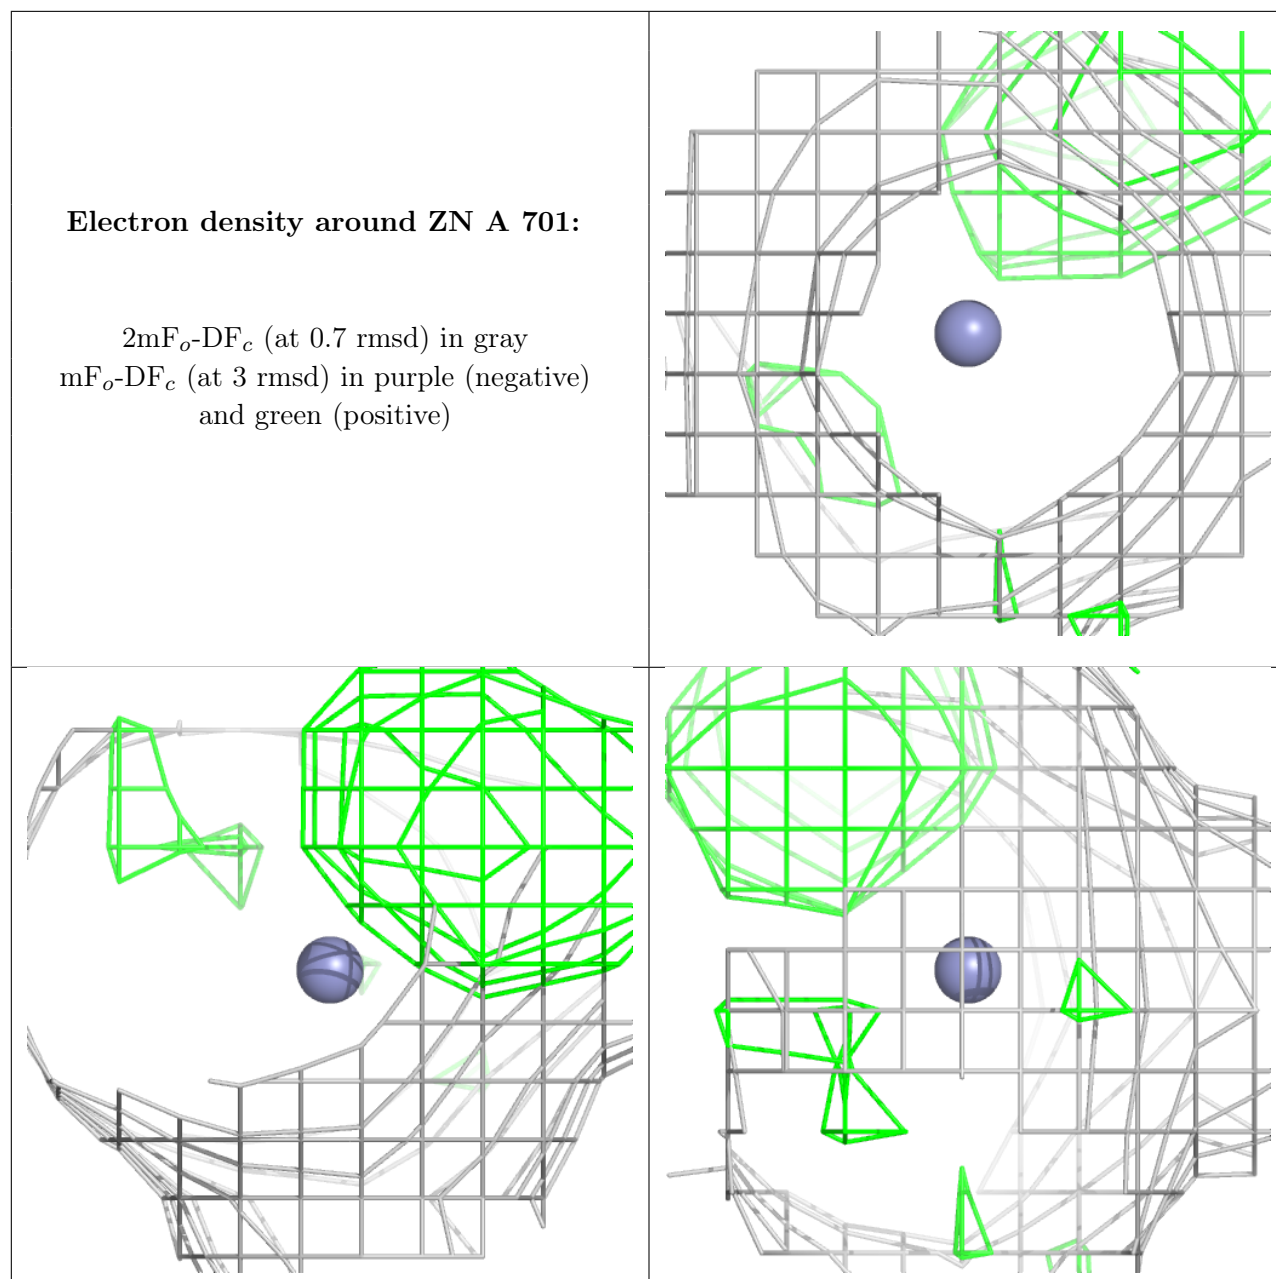 Electron density around ZN A 701:
2mFo-DFc (at 0.7 rmsd) in gray
mFo-DFc (at 3 rmsd) in purple (negative)
and green (positive)